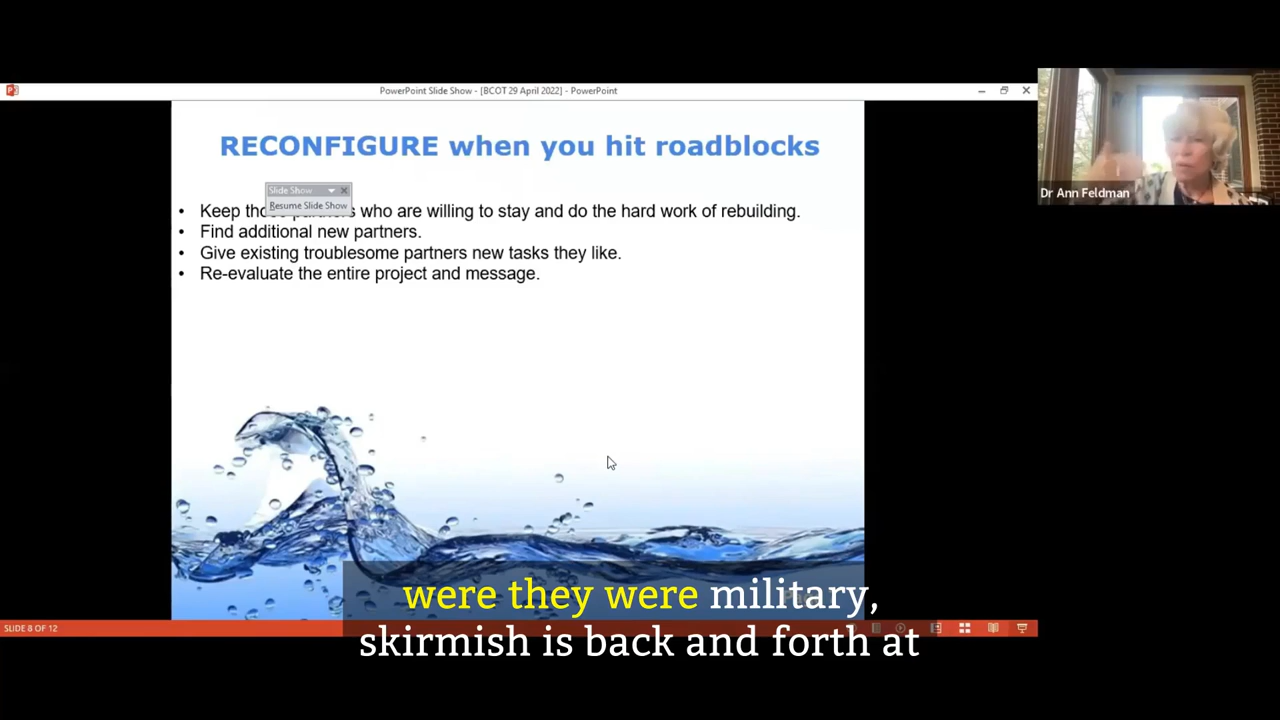 PowerPoint Slide Show - [BCOT 29 April 2022] - PowerPoint
RECONFIGURE when you hit roadblocks
Slide Show
Resume Slide Show
• Keep those partners who are willing to stay and do the hard work of rebuilding.
• Find additional new partners.
• Give existing troublesome partners new tasks they like.
• Re-evaluate the entire project and message.
Dr Ann Feldman
were they were military,
skirmish is back and forth at
SLIDE 8 OF 12